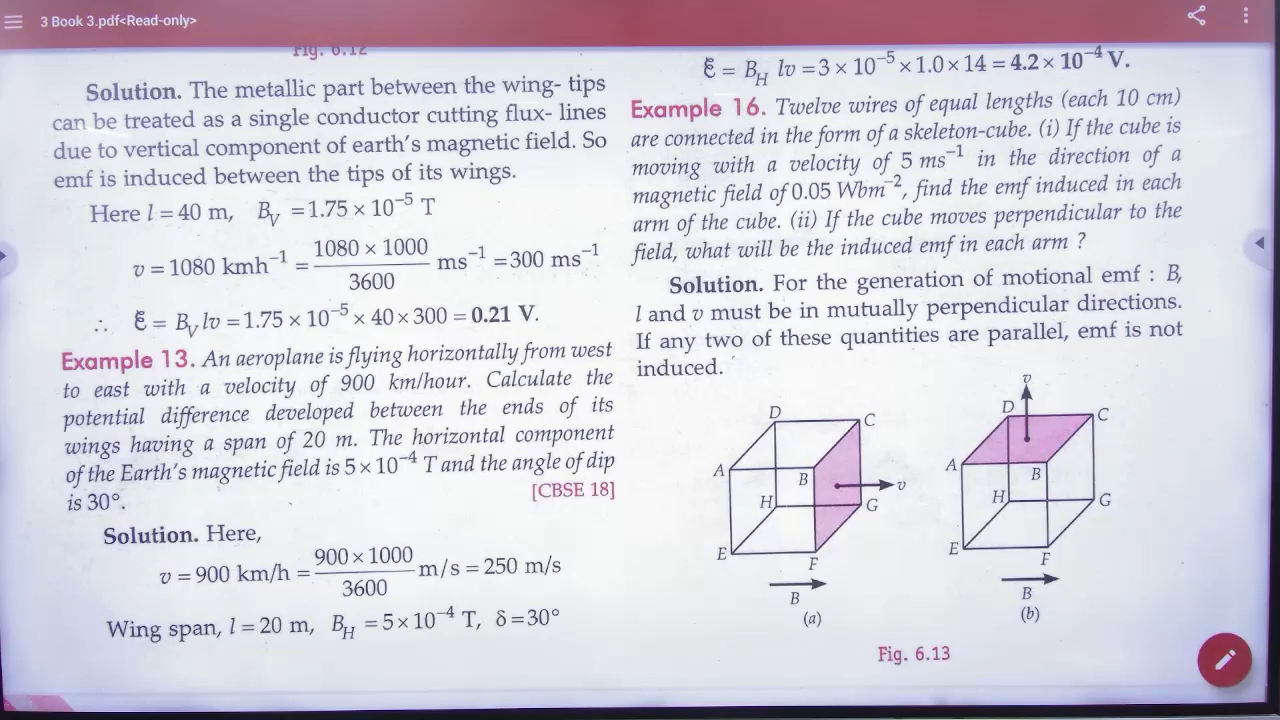 3 Book 3.pdf<Read-only>
Fig. 6.12
Solution. The metallic part between the wing- tips
can be treated as a single conductor cutting flux- lines
due to vertical component of earth's magnetic field. So
emf is induced between the tips of its wings.
Here l = 40 m, B_V = 1.75 × 10⁻⁵ T
v = 1080 kmh⁻¹ = (1080 × 1000)/3600 ms⁻¹ = 300 ms⁻¹
∴ ℰ = B_V lv = 1.75 × 10⁻⁵ × 40 × 300 = 0.21 V.
Example 13. An aeroplane is flying horizontally from west
to east with a velocity of 900 km/hour. Calculate the
potential difference developed between the ends of its
wings having a span of 20 m. The horizontal component
of the Earth's magnetic field is 5 × 10⁻⁴ T and the angle of dip
is 30°. [CBSE 18]
Solution. Here,
v = 900 km/h = (900 × 1000)/3600 m/s = 250 m/s
Wing span, l = 20 m, B_H = 5 × 10⁻⁴ T, δ = 30°
ℰ = B_H lv = 3 × 10⁻⁵ × 1.0 × 14 = 4.2 × 10⁻⁴ V.
Example 16. Twelve wires of equal lengths (each 10 cm)
are connected in the form of a skeleton-cube. (i) If the cube is
moving with a velocity of 5 ms⁻¹ in the direction of a
magnetic field of 0.05 Wbm⁻², find the emf induced in each
arm of the cube. (ii) If the cube moves perpendicular to the
field, what will be the induced emf in each arm ?
Solution. For the generation of motional emf : B,
l and v must be in mutually perpendicular directions.
If any two of these quantities are parallel, emf is not
induced.
D C
A B
v
H G
E F
B
(a)
v
D C
A B
H G
E F
B
(b)
Fig. 6.13